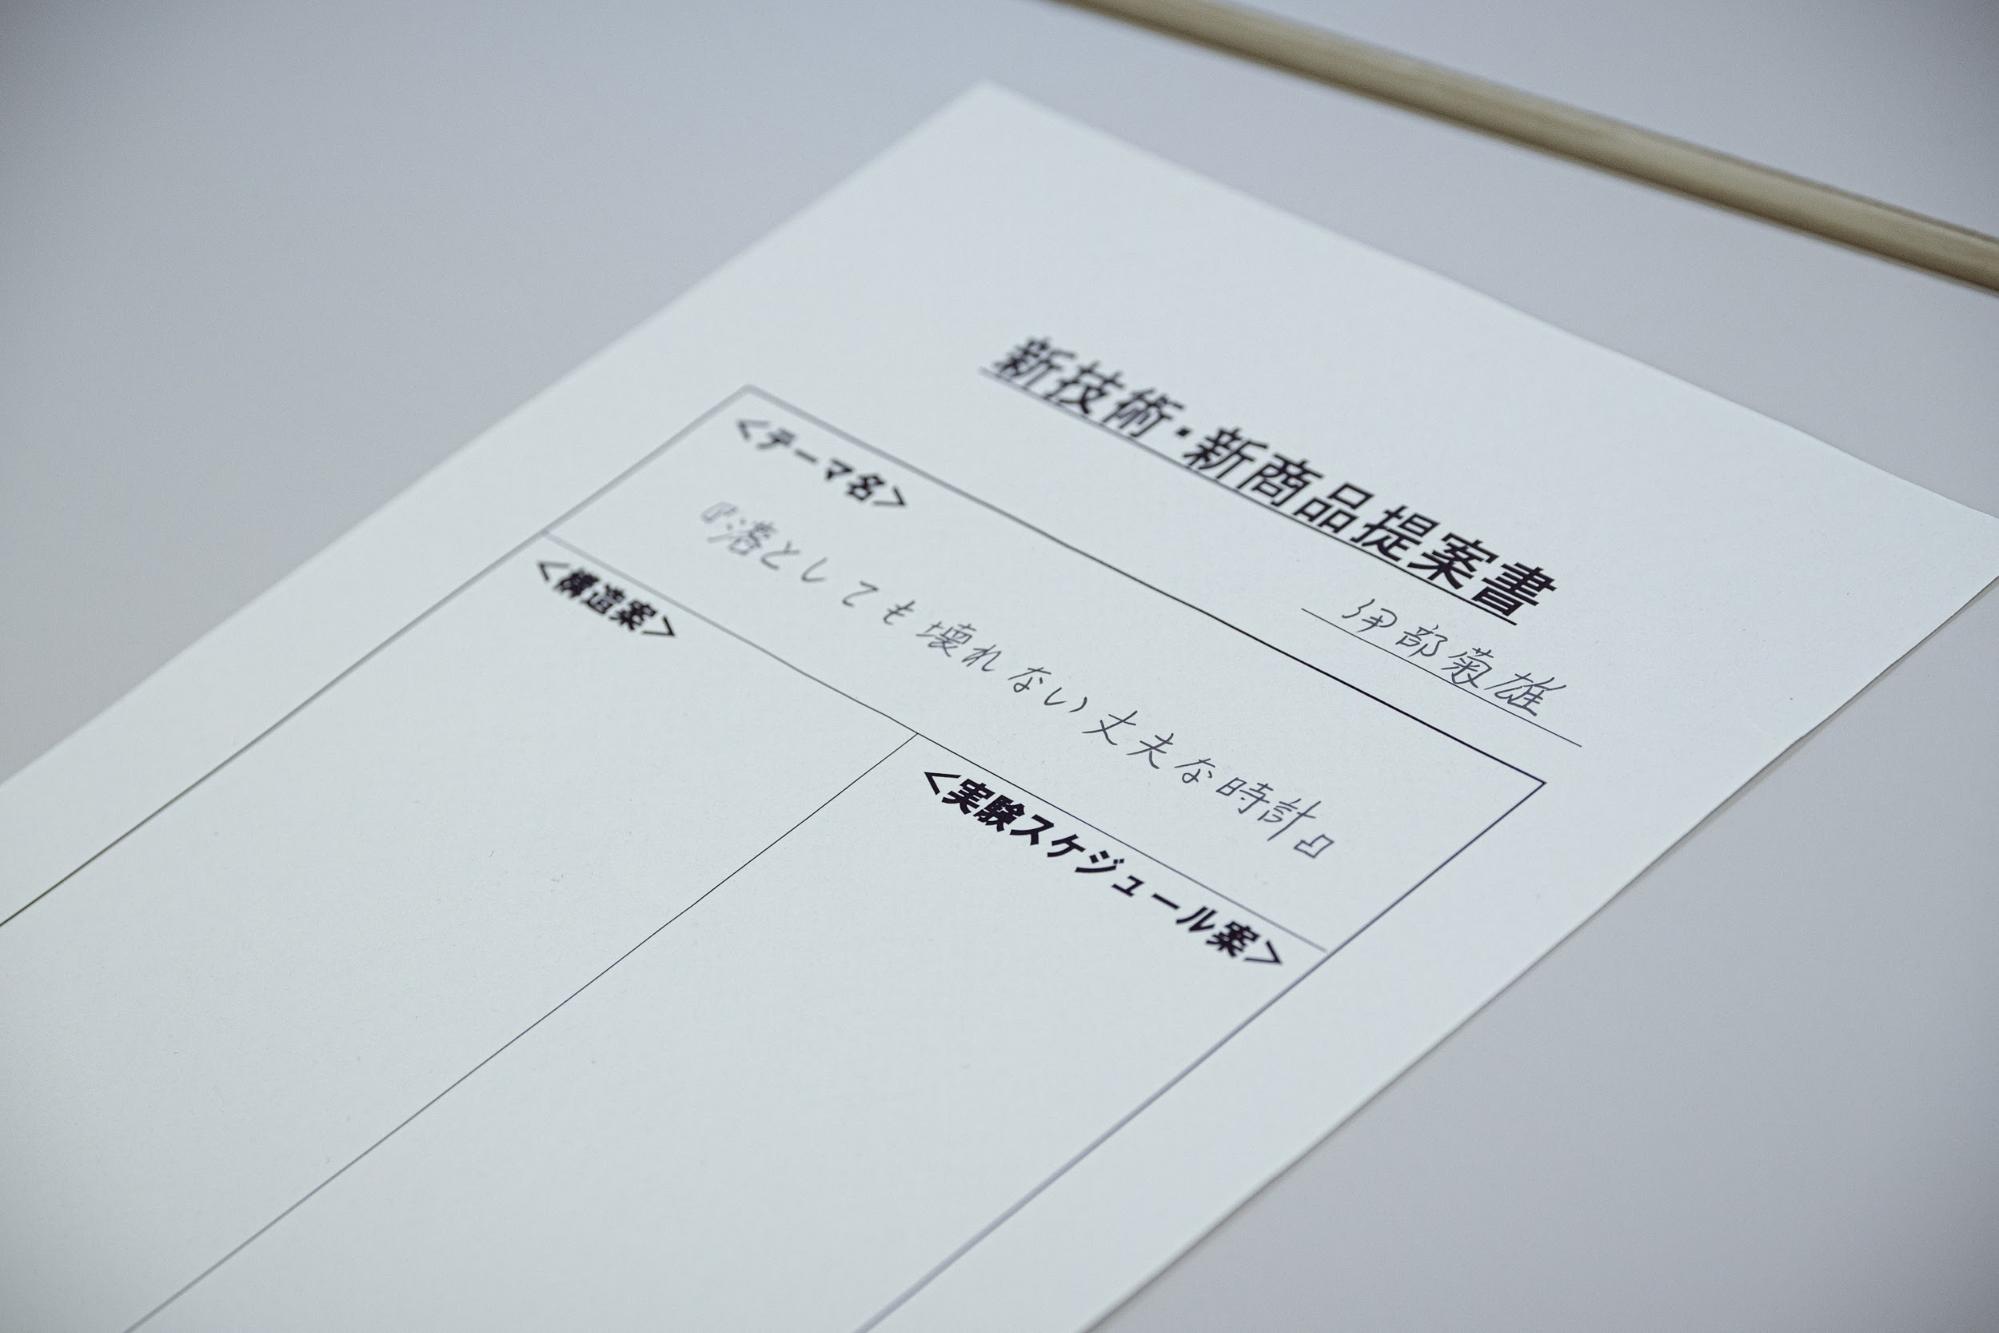 新技術・新商品提案書
伊部菊雄
<テーマ名>
『落としても壊れない丈夫な時計』
<構造案>
<実験スケジュール案>